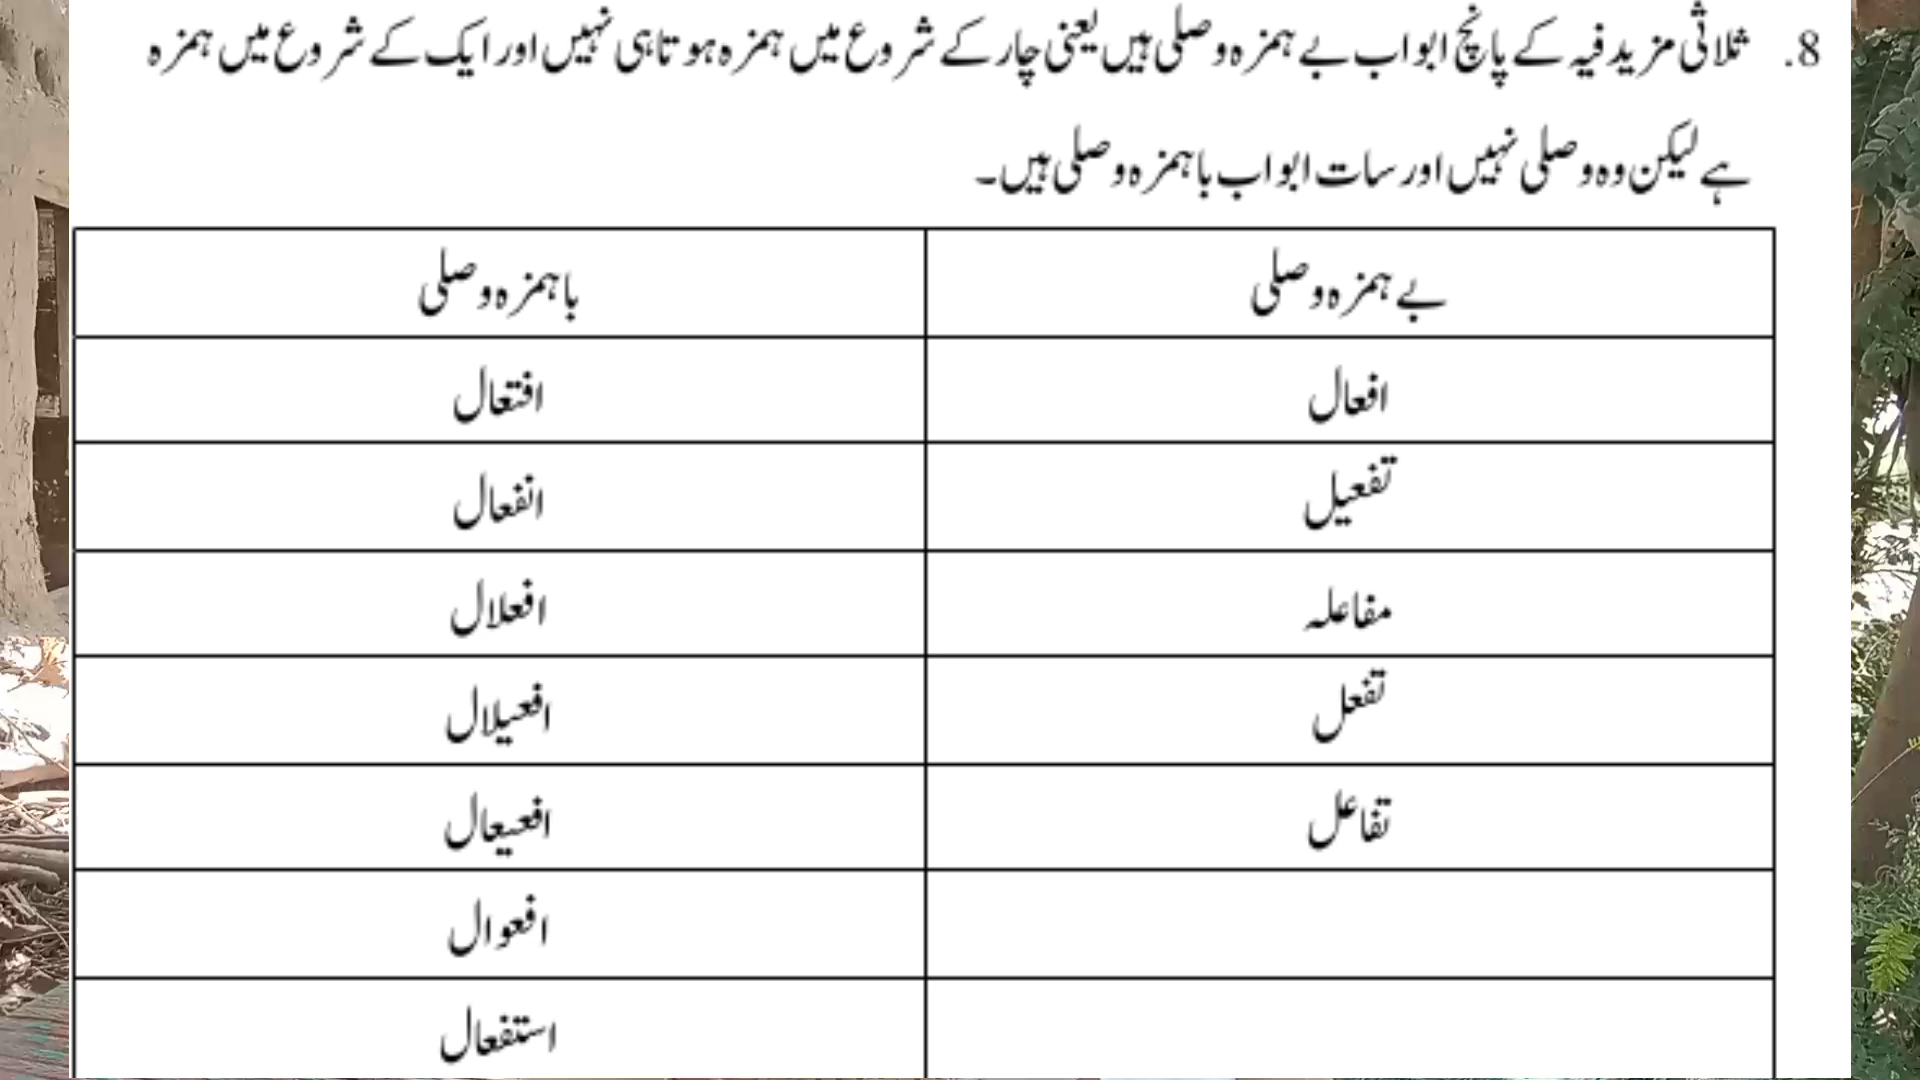 8. ثلاثی مزید فیہ کے پانچ ابواب بے ہمزہ وصلی ہیں یعنی چار کے شروع میں ہمزہ ہوتا ہی نہیں اور ایک کے شروع میں ہمزہ
ہے لیکن وہ وصلی نہیں اور سات ابواب با ہمزہ وصلی ہیں۔
بے ہمزہ وصلی با ہمزہ وصلی
افعال افتعال
تفعیل انفعال
مفاعلہ افعلال
تفعل افعیلال
تفاعل افعیعال
افعوال
استفعال